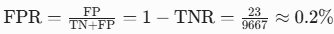 FPR = FP/(TN+FP) = 1 − TNR = 23/9667 ≈ 0.2%